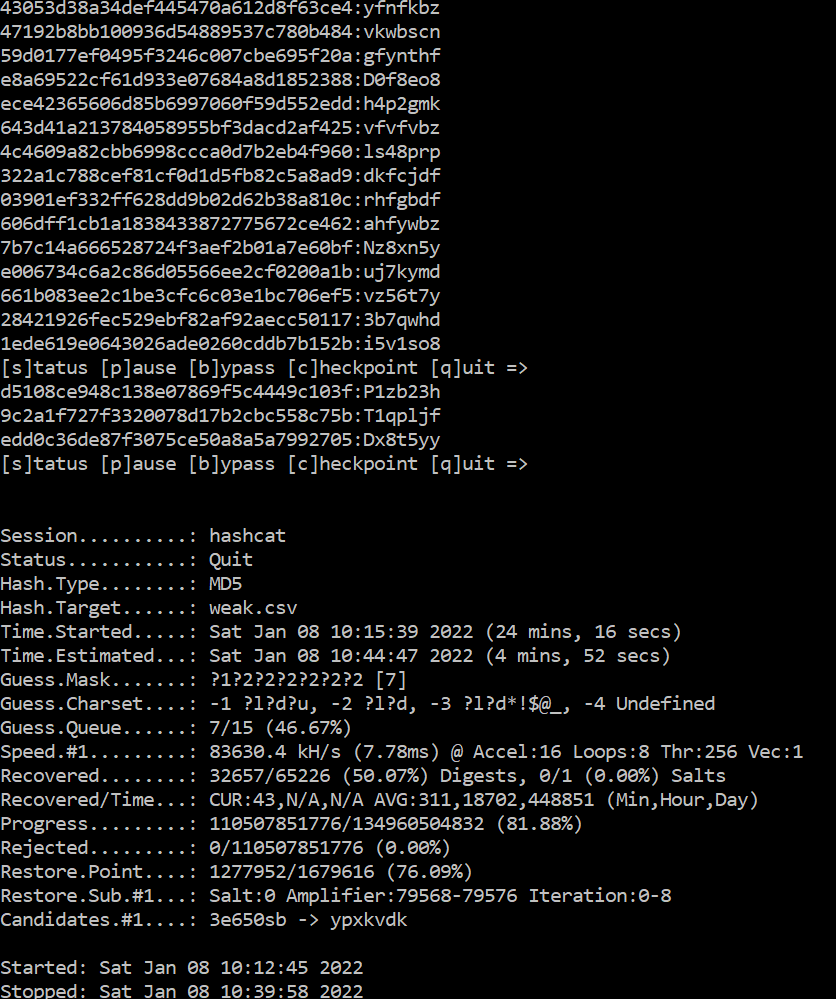 43053d38a34def445470a612d8f63ce4:yfnfkbz
47192b8bb100936d54889537c780b484:vkwbscn
59d0177ef0495f3246c007cbe695f20a:gfynthf
e8a69522cf61d933e07684a8d1852388:D0f8eo8
ece42365606d85b6997060f59d552edd:h4p2gmk
643d41a213784058955bf3dacd2af425:vfvfvbz
4c4609a82cbb6998ccca0d7b2eb4f960:ls48prp
322a1c788cef81cf0d1d5fb82c5a8ad9:dkfcjdf
03901ef332ff628dd9b02d62b38a810c:rhfgbdf
606dff1cb1a1838433872775672ce462:ahfywbz
7b7c14a666528724f3aef2b01a7e60bf:Nz8xn5y
e006734c6a2c86d05566ee2cf0200a1b:uj7kymd
661b083ee2c1be3cfc6c03e1bc706ef5:vz56t7y
28421926fec529ebf82af92aecc50117:3b7qwhd
1ede619e0643026ade0260cddb7b152b:i5v1so8
[s]tatus [p]ause [b]ypass [c]heckpoint [q]uit =>
d5108ce948c138e07869f5c4449c103f:P1zb23h
9c2a1f727f3320078d17b2cbc558c75b:T1qpljf
edd0c36de87f3075ce50a8a5a7992705:Dx8t5yy
[s]tatus [p]ause [b]ypass [c]heckpoint [q]uit =>
Session..........: hashcat
Status...........: Quit
Hash.Type........: MD5
Hash.Target......: weak.csv
Time.Started.....: Sat Jan 08 10:15:39 2022 (24 mins, 16 secs)
Time.Estimated...: Sat Jan 08 10:44:47 2022 (4 mins, 52 secs)
Guess.Mask.......: ?1?2?2?2?2?2?2 [7]
Guess.Charset....: -1 ?l?d?u, -2 ?l?d, -3 ?l?d*!$@_, -4 Undefined
Guess.Queue......: 7/15 (46.67%)
Speed.#1.........: 83630.4 kH/s (7.78ms) @ Accel:16 Loops:8 Thr:256 Vec:1
Recovered........: 32657/65226 (50.07%) Digests, 0/1 (0.00%) Salts
Recovered/Time...: CUR:43,N/A,N/A AVG:311,18702,448851 (Min,Hour,Day)
Progress.........: 110507851776/134960504832 (81.88%)
Rejected.........: 0/110507851776 (0.00%)
Restore.Point....: 1277952/1679616 (76.09%)
Restore.Sub.#1...: Salt:0 Amplifier:79568-79576 Iteration:0-8
Candidates.#1....: 3e650sb -> ypxkvdk
Started: Sat Jan 08 10:12:45 2022
Stopped: Sat Jan 08 10:39:58 2022